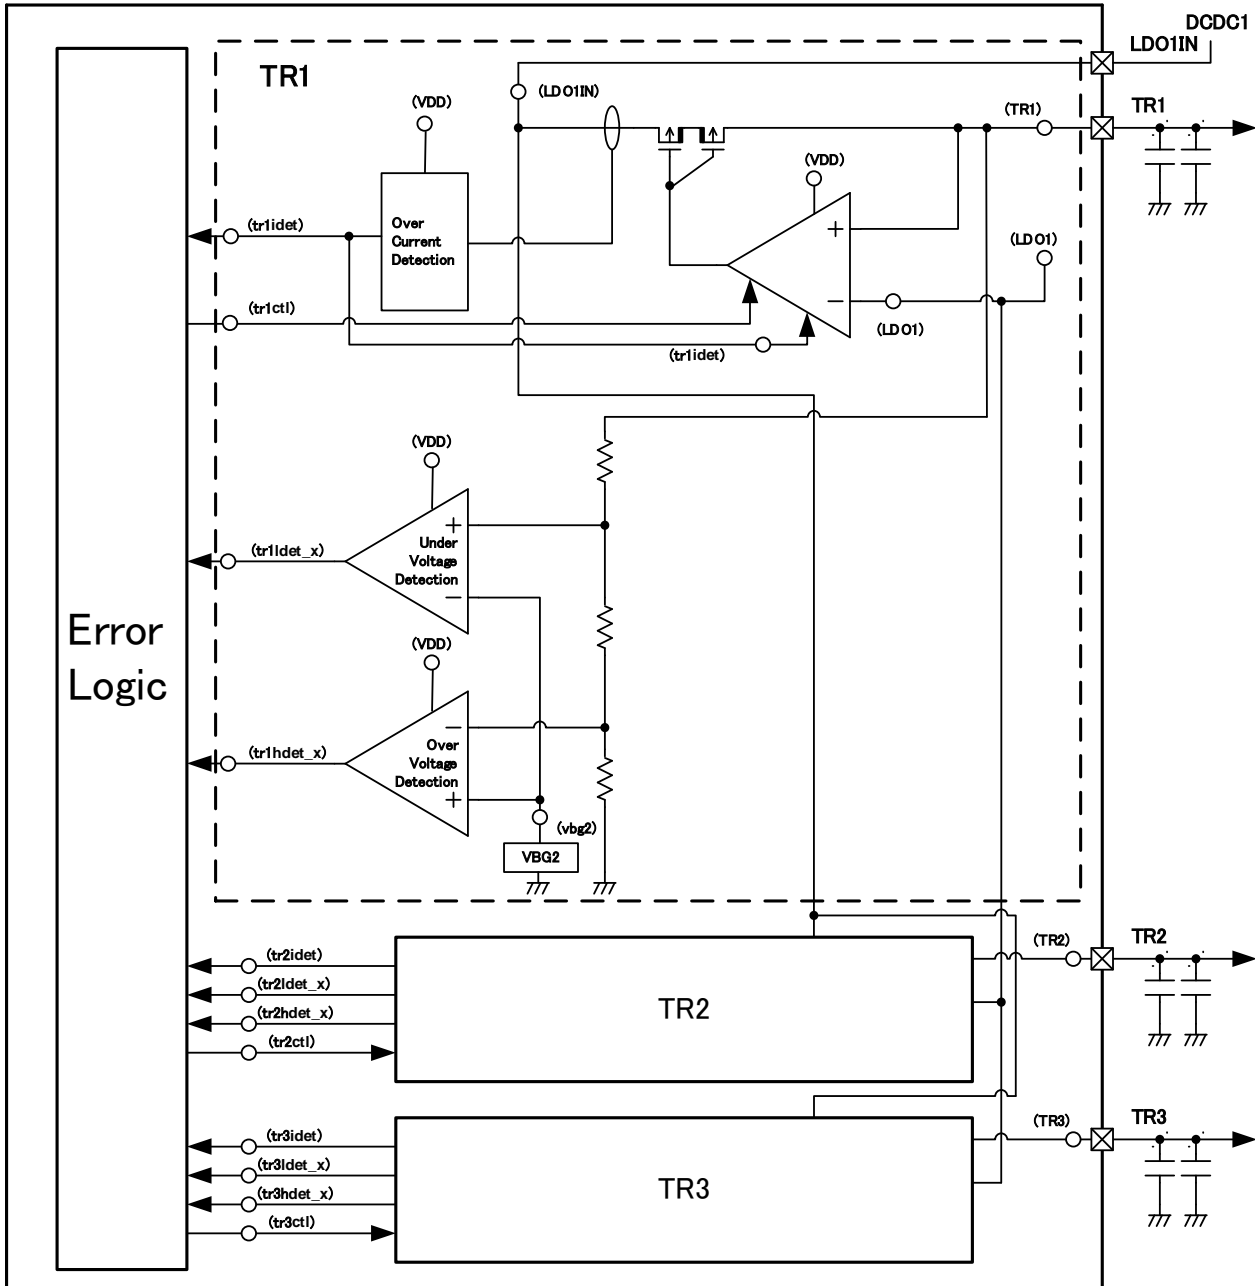 DCDC1
LDO1IN
TR1
(LDO1IN)
(VDD)
(TR1)
TR1
(VDD)
Over
Current
Detection
(tr1idet)
+
(LDO1)
−
(LDO1)
(tr1ctl)
(tr1idet)
(VDD)
+
Under
Voltage
Detection
−
(tr1ldet_x)
Error
Logic
(VDD)
−
Over
Voltage
Detection
+
(tr1hdet_x)
(vbg2)
VBG2
(tr2idet)
(tr2ldet_x)
(tr2hdet_x)
(tr2ctl)
TR2
(TR2)
TR2
(tr3idet)
(tr3ldet_x)
(tr3hdet_x)
(tr3ctl)
TR3
(TR3)
TR3